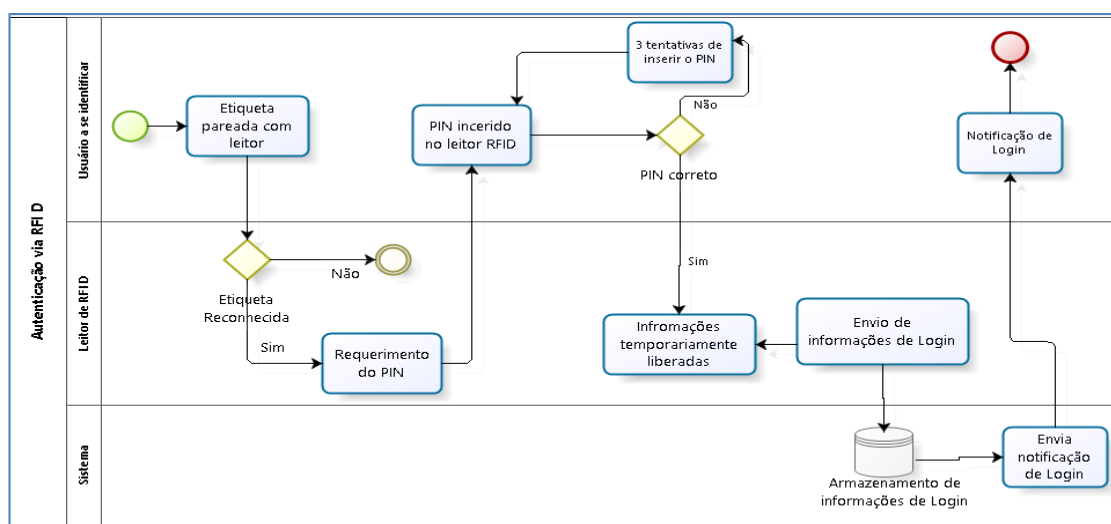 Autenticação via RFID
Usuário a se identificar
Etiqueta
pareada com
leitor
PIN incerido
no leitor RFID
3 tentativas de
inserir o PIN
Não
PIN correto
Notificação de
Login
Leitor de RFID
Não
Etiqueta
Reconhecida
Sim
Requerimento
do PIN
Sim
Infromações
temporariamente
liberadas
Envio de
informações de Login
Sistema
Armazenamento de
informações de Login
Envia
notificação
de Login